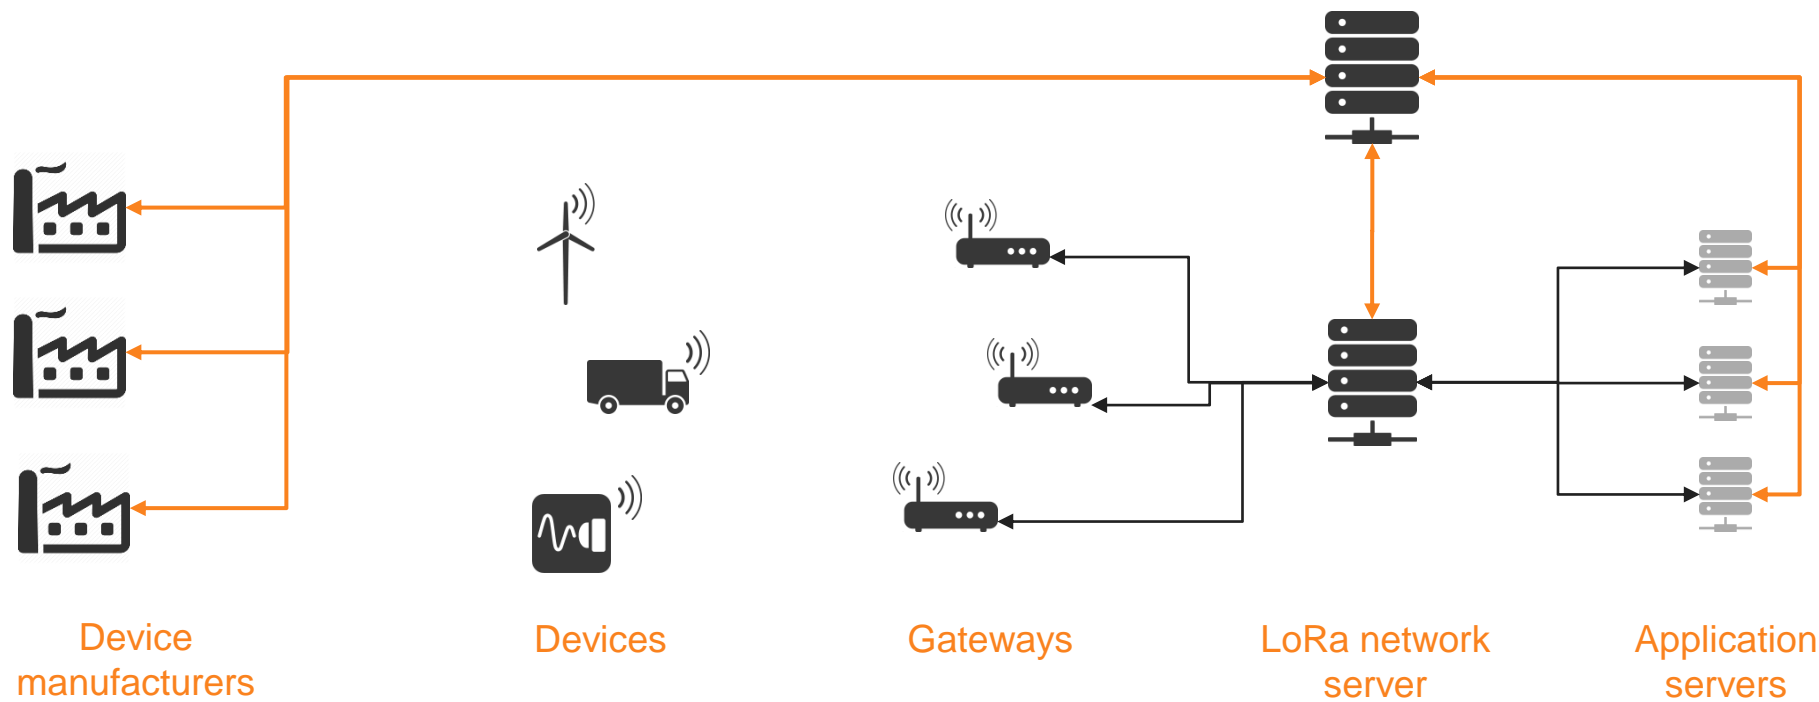 Device
manufacturers
Devices
Gateways
LoRa network
server
Application
servers